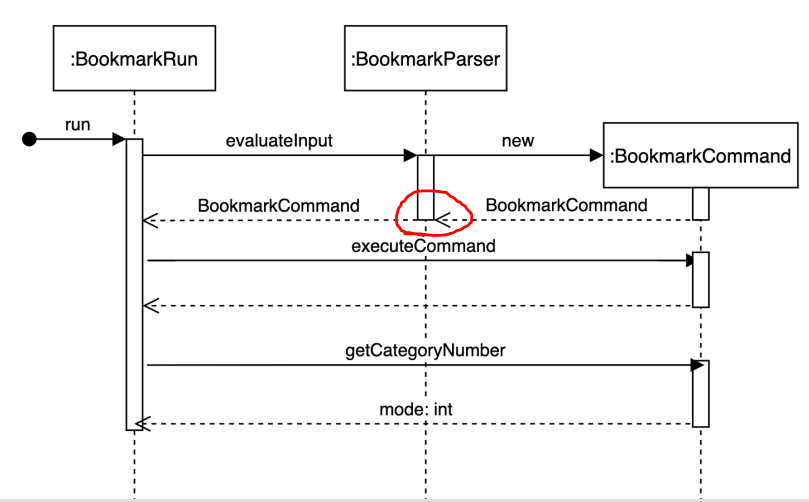 :BookmarkRun
:BookmarkParser
run
evaluateInput
new
:BookmarkCommand
BookmarkCommand
BookmarkCommand
executeCommand
getCategoryNumber
mode: int